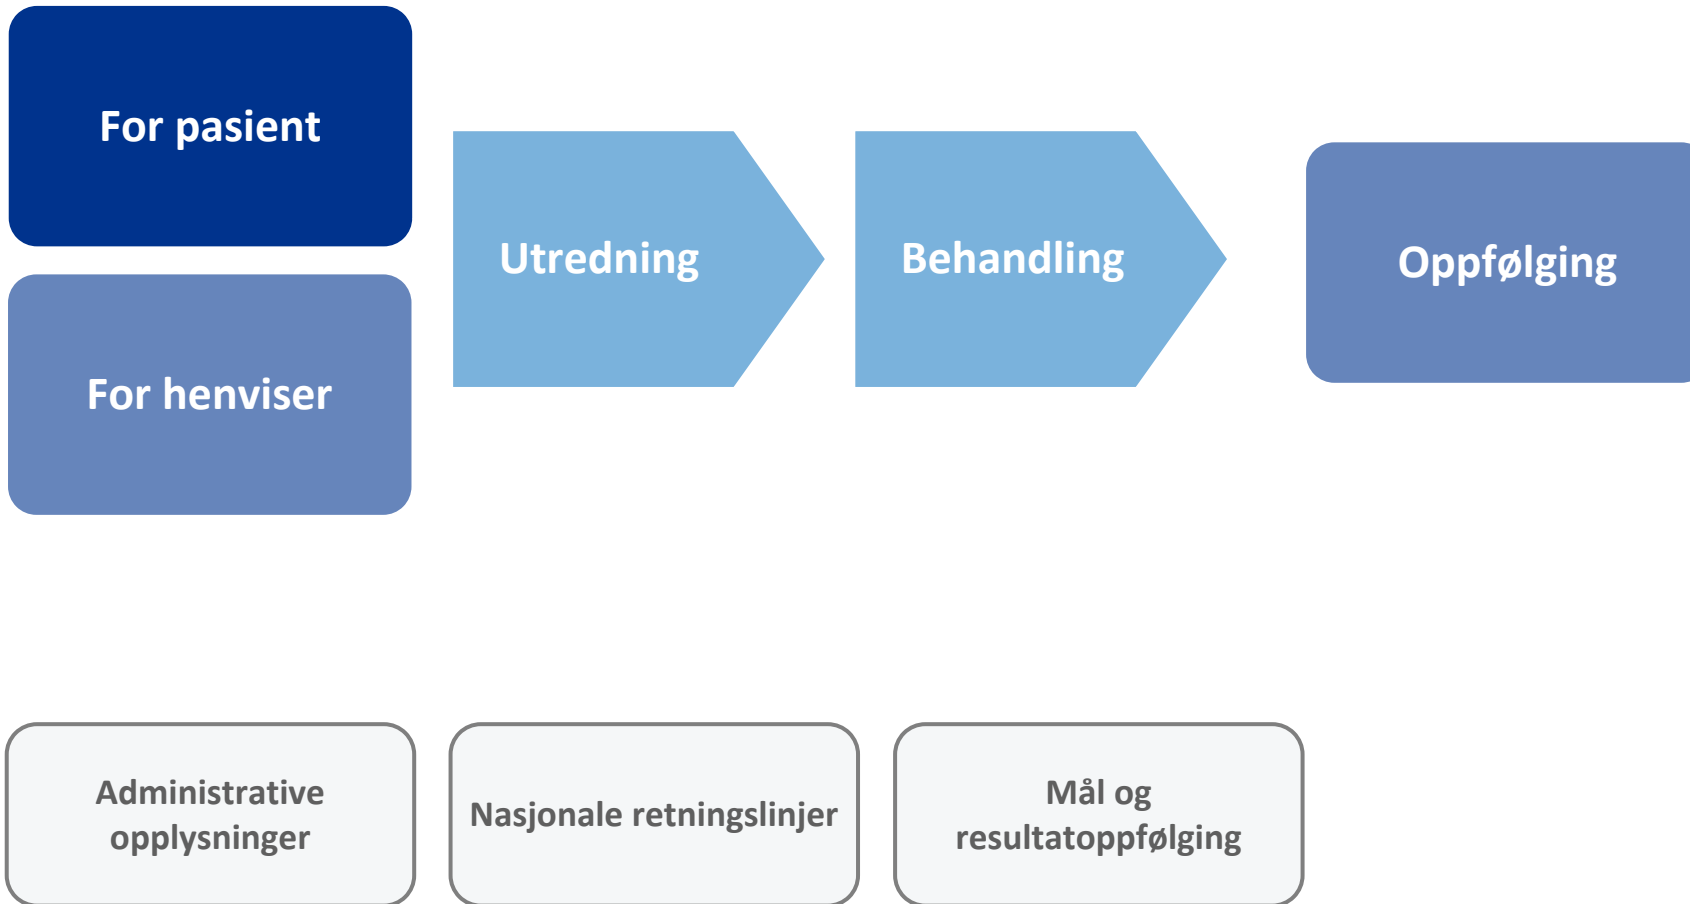 For pasient
For henviser
Utredning
Behandling
Oppfølging
Administrative
opplysninger
Nasjonale retningslinjer
Mål og
resultatoppfølging